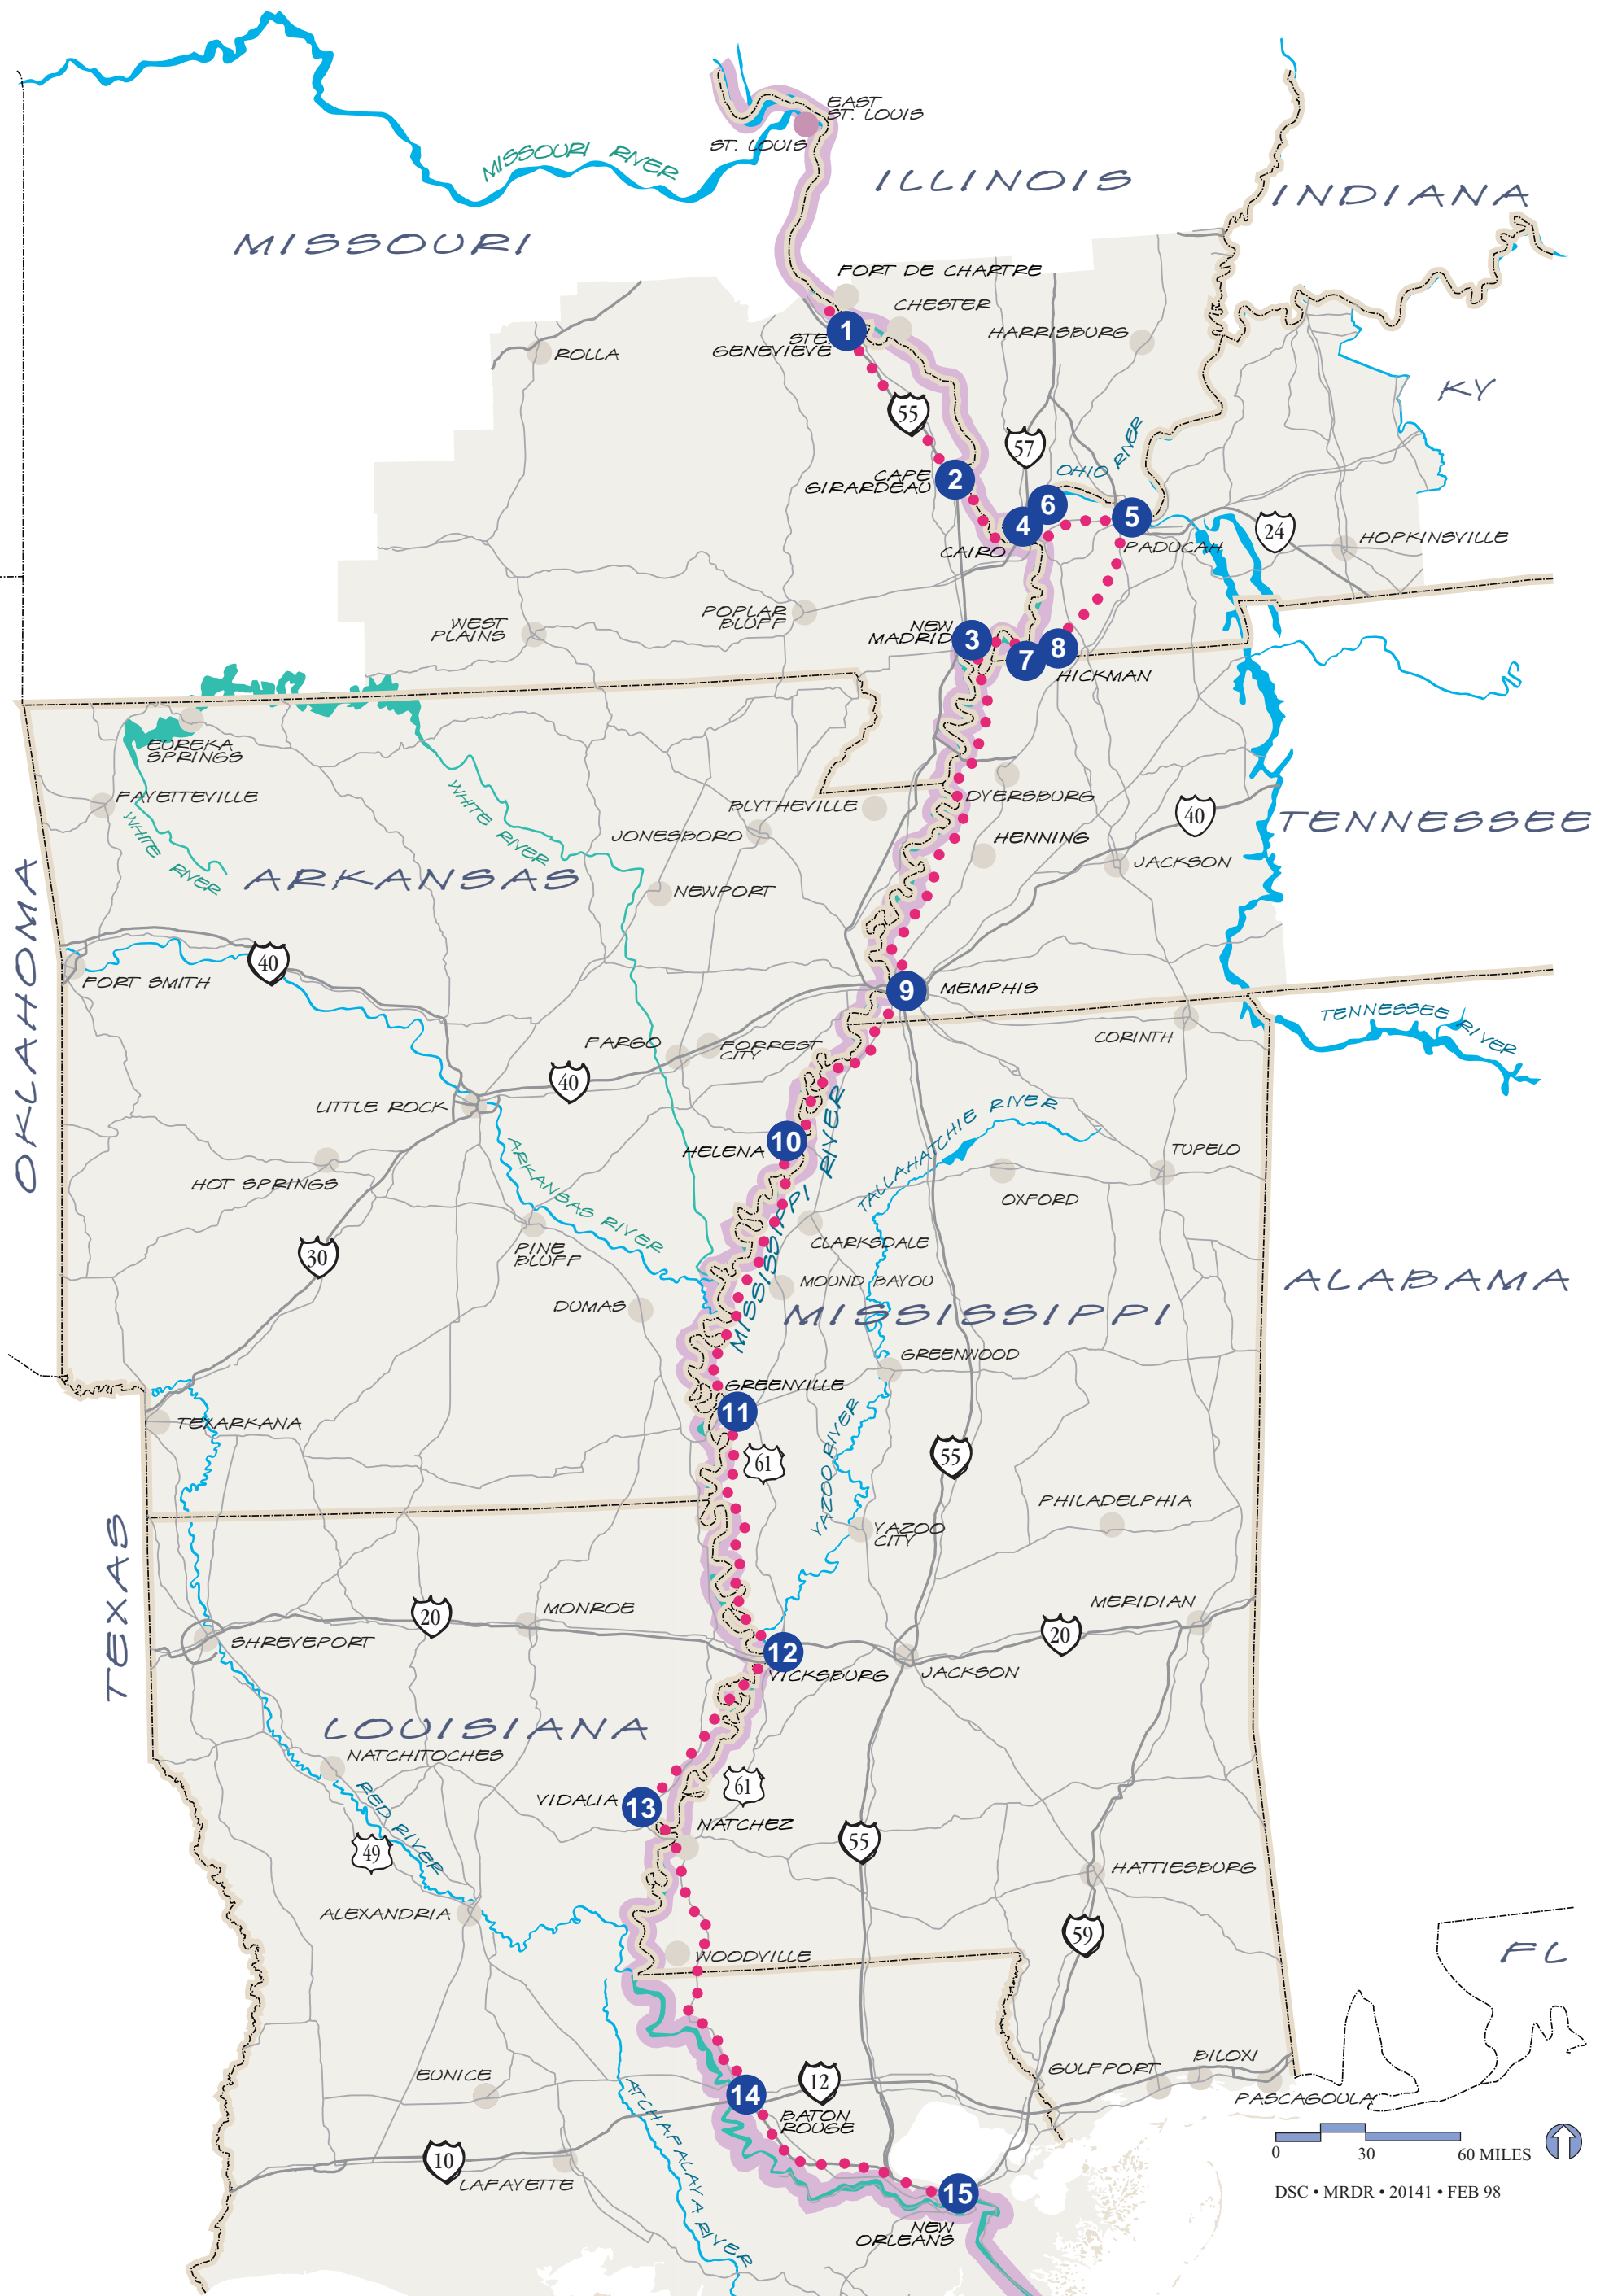 EAST
ST. LOUIS
ST. LOUIS
MISSOURI RIVER
ILLINOIS
INDIANA
MISSOURI
FORT DE CHARTRE
CHESTER
HARRISBURG
1
STE.
GENEVIEVE
ROLLA
KY
55
57
OHIO RIVER
CAPE
GIRARDEAU
2
6
4
5
CAIRO
PADUCAH
24
HOPKINSVILLE
POPLAR
BLUFF
WEST
PLAINS
NEW
MADRID
3
7
8
HICKMAN
EUREKA
SPRINGS
FAYETTEVILLE
WHITE RIVER
WHITE RIVER
BLYTHEVILLE
DYERSBURG
40
TENNESSEE
JONESBORO
HENNING
JACKSON
ARKANSAS
NEWPORT
OKLAHOMA
40
FORT SMITH
9
MEMPHIS
TENNESSEE RIVER
CORINTH
FARGO
FORREST
CITY
40
LITTLE ROCK
MISSISSIPPI RIVER
TALLAHATCHIE RIVER
HELENA
10
TUPELO
HOT SPRINGS
ARKANSAS RIVER
OXFORD
30
PINE
BLUFF
CLARKSDALE
MOUND BAYOU
ALABAMA
DUMAS
MISSISSIPPI
GREENWOOD
GREENVILLE
11
TEXARKANA
YAZOO RIVER
61
55
PHILADELPHIA
YAZOO
CITY
TEXAS
20
MONROE
MERIDIAN
SHREVEPORT
20
12
VICKSBURG
JACKSON
LOUISIANA
NATCHITOCHES
61
VIDALIA
13
RED RIVER
NATCHEZ
49
55
HATTIESBURG
ALEXANDRIA
59
WOODVILLE
FL
EUNICE
12
GULFPORT
BILOXI
14
PASCAGOULA
BATON
ROUGE
ATCHAFALAYA RIVER
0 30 60 MILES
10
LAFAYETTE
DSC • MRDR • 20141 • FEB 98
15
NEW
ORLEANS